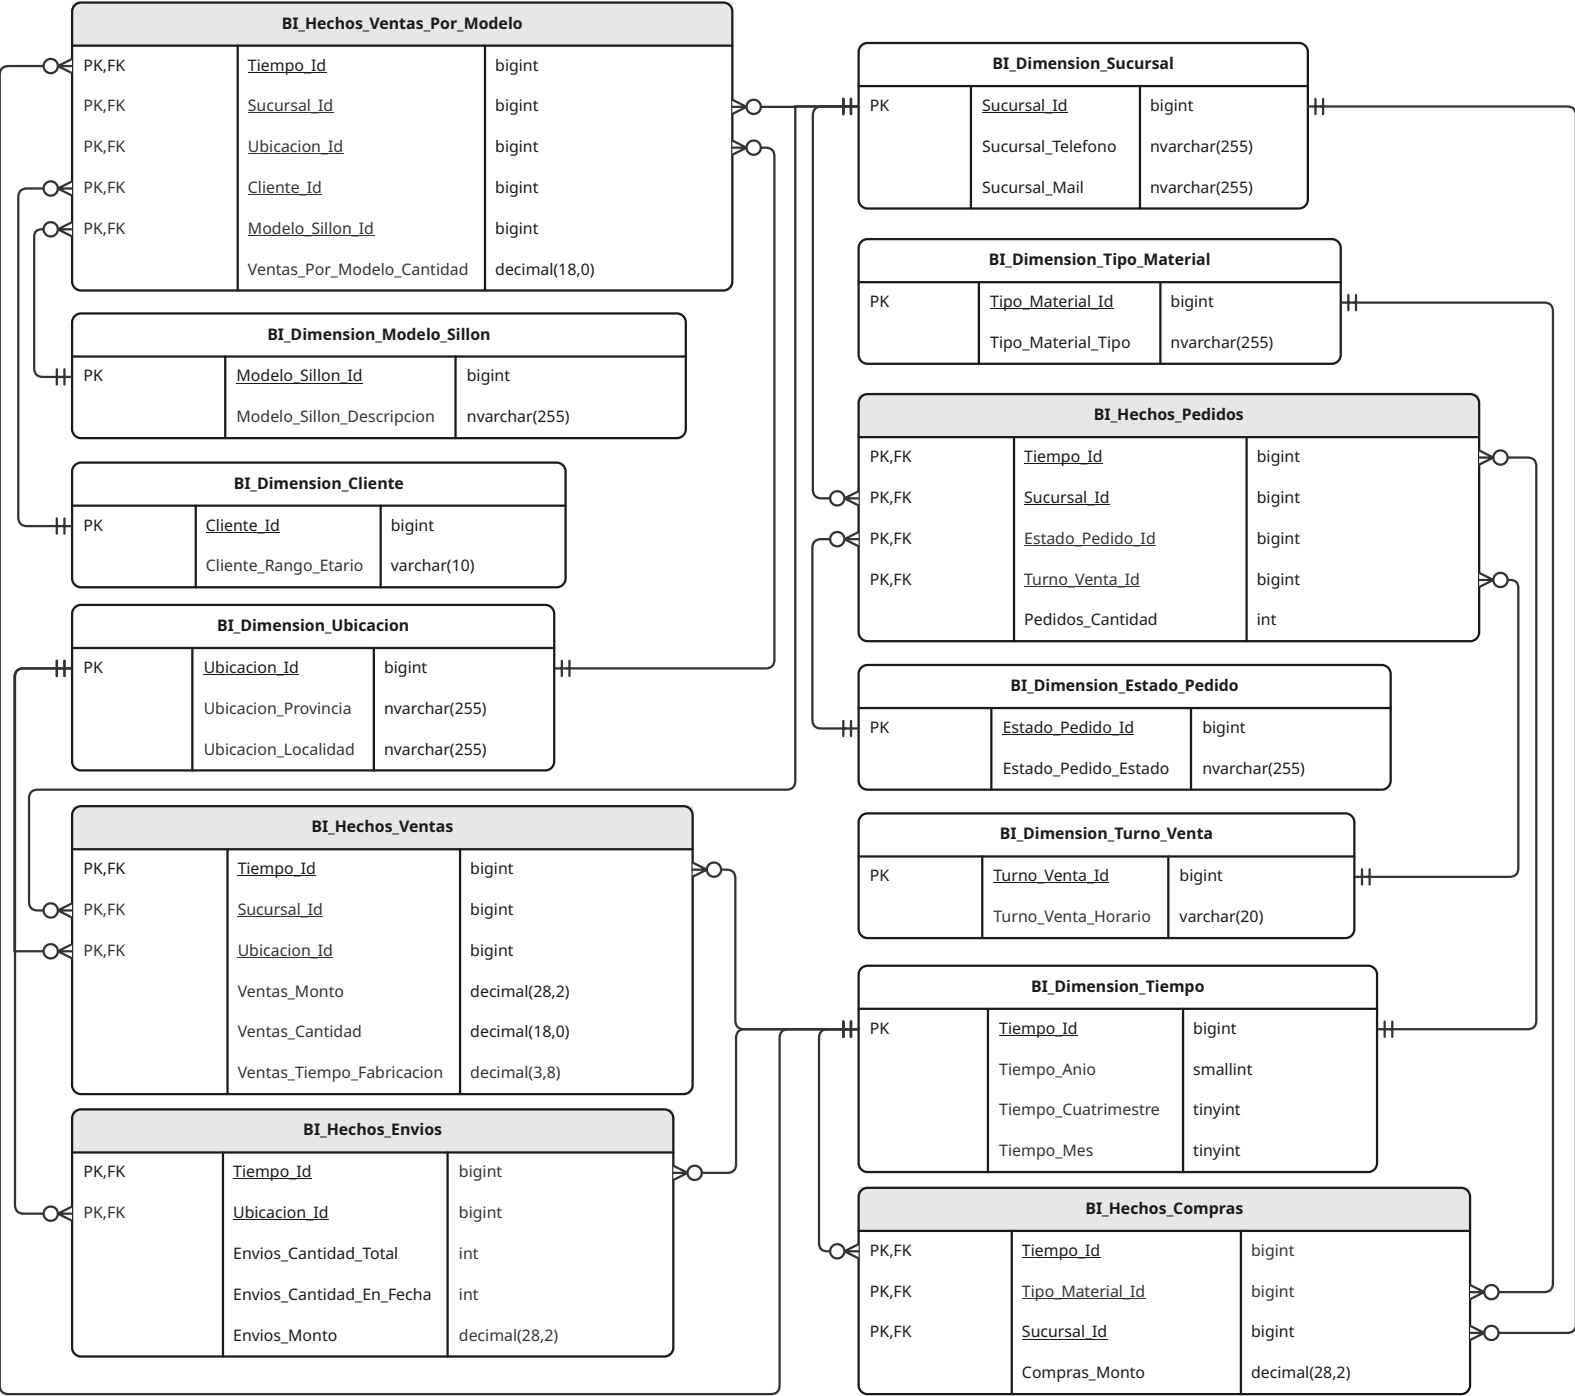 BI_Hechos_Ventas_Por_Modelo
PK,FK Tiempo_Id bigint
PK,FK Sucursal_Id bigint
PK,FK Ubicacion_Id bigint
PK,FK Cliente_Id bigint
PK,FK Modelo_Sillon_Id bigint
Ventas_Por_Modelo_Cantidad decimal(18,0)
BI_Dimension_Modelo_Sillon
PK Modelo_Sillon_Id bigint
Modelo_Sillon_Descripcion nvarchar(255)
BI_Dimension_Cliente
PK Cliente_Id bigint
Cliente_Rango_Etario varchar(10)
BI_Dimension_Ubicacion
PK Ubicacion_Id bigint
Ubicacion_Provincia nvarchar(255)
Ubicacion_Localidad nvarchar(255)
BI_Hechos_Ventas
PK,FK Tiempo_Id bigint
PK,FK Sucursal_Id bigint
PK,FK Ubicacion_Id bigint
Ventas_Monto decimal(28,2)
Ventas_Cantidad decimal(18,0)
Ventas_Tiempo_Fabricacion decimal(3,8)
BI_Hechos_Envios
PK,FK Tiempo_Id bigint
PK,FK Ubicacion_Id bigint
Envios_Cantidad_Total int
Envios_Cantidad_En_Fecha int
Envios_Monto decimal(28,2)
BI_Dimension_Sucursal
PK Sucursal_Id bigint
Sucursal_Telefono nvarchar(255)
Sucursal_Mail nvarchar(255)
BI_Dimension_Tipo_Material
PK Tipo_Material_Id bigint
Tipo_Material_Tipo nvarchar(255)
BI_Hechos_Pedidos
PK,FK Tiempo_Id bigint
PK,FK Sucursal_Id bigint
PK,FK Estado_Pedido_Id bigint
PK,FK Turno_Venta_Id bigint
Pedidos_Cantidad int
BI_Dimension_Estado_Pedido
PK Estado_Pedido_Id bigint
Estado_Pedido_Estado nvarchar(255)
BI_Dimension_Turno_Venta
PK Turno_Venta_Id bigint
Turno_Venta_Horario varchar(20)
BI_Dimension_Tiempo
PK Tiempo_Id bigint
Tiempo_Anio smallint
Tiempo_Cuatrimestre tinyint
Tiempo_Mes tinyint
BI_Hechos_Compras
PK,FK Tiempo_Id bigint
PK,FK Tipo_Material_Id bigint
PK,FK Sucursal_Id bigint
Compras_Monto decimal(28,2)